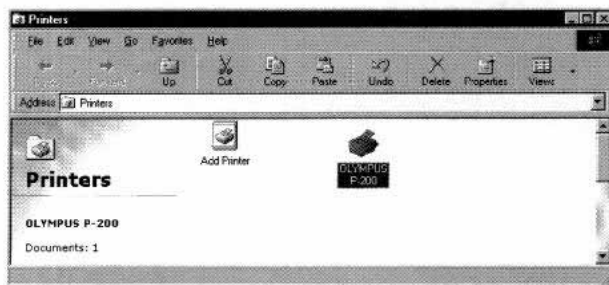 Printers
File Edit View Go Favorites Help
Up Cut Copy Paste Undo Delete Properties Views
Address Printers
Add Printer
OLYMPUS
P-200
Printers
OLYMPUS P-200
Documents: 1